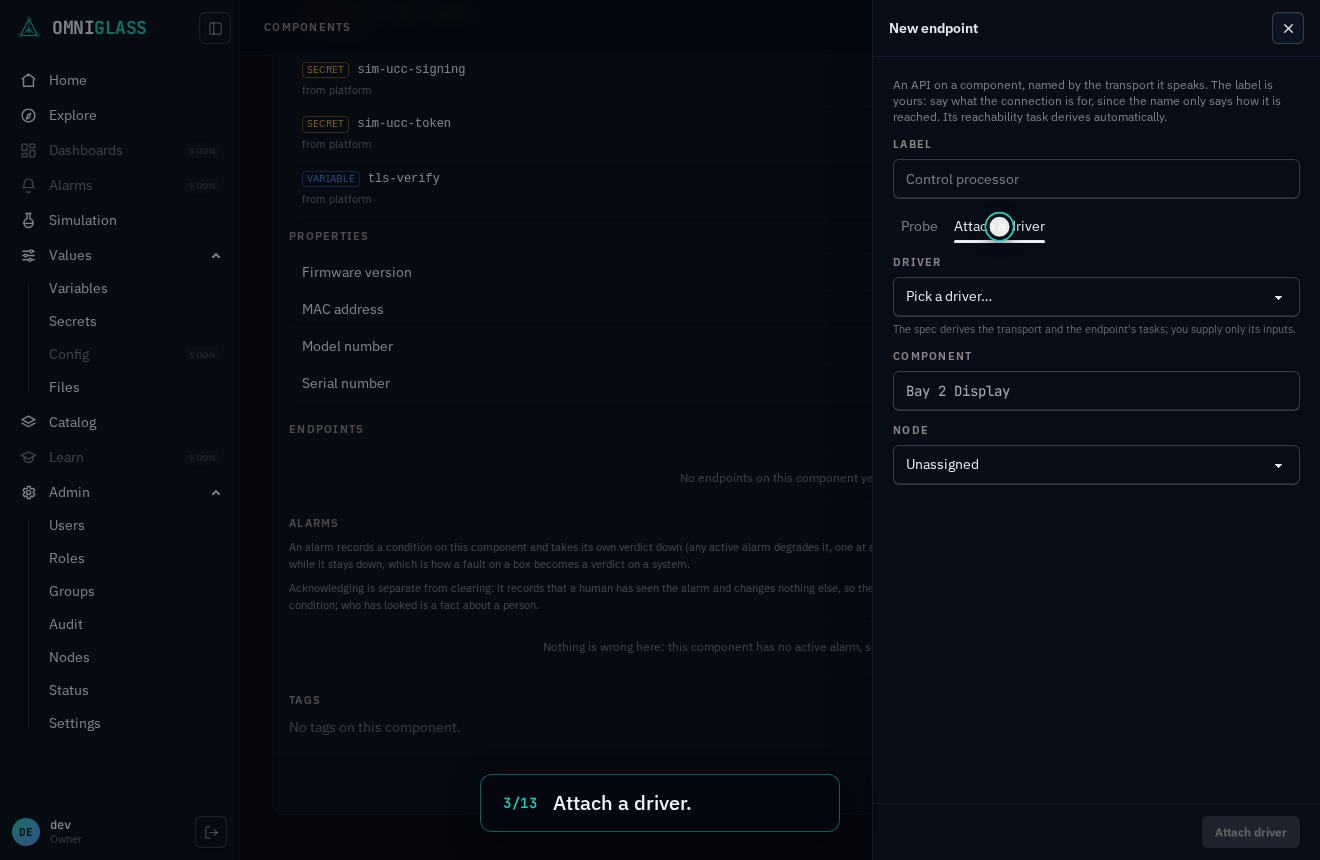 OMNIGLASS
Home
Explore
Dashboards SOON
Alarms SOON
Simulation
Values
Variables
Secrets
Config SOON
Files
Catalog
Learn SOON
Admin
Users
Roles
Groups
Audit
Nodes
Status
Settings
DE dev
Owner
COMPONENTS
SECRET sim-ucc-signing
from platform
SECRET sim-ucc-token
from platform
VARIABLE tls-verify
from platform
PROPERTIES
Firmware version
MAC address
Model number
Serial number
ENDPOINTS
No endpoints on this component ye
ALARMS
An alarm records a condition on this component and takes its own verdict down (any active alarm degrades it, one at a
while it stays down, which is how a fault on a box becomes a verdict on a system.
Acknowledging is separate from clearing: it records that a human has seen the alarm and changes nothing else, so the
condition; who has looked is a fact about a person.
Nothing is wrong here: this component has no active alarm, s
TAGS
No tags on this component.
3/13 Attach a driver.
New endpoint
An API on a component, named by the transport it speaks. The label is
yours: say what the connection is for, since the name only says how it is
reached. Its reachability task derives automatically.
LABEL
Control processor
Probe Attach a driver
DRIVER
Pick a driver...
The spec derives the transport and the endpoint's tasks; you supply only its inputs.
COMPONENT
Bay 2 Display
NODE
Unassigned
Attach driver